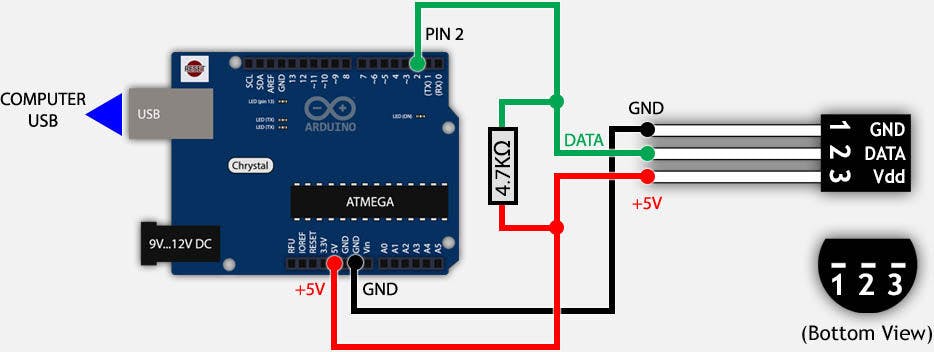 PIN 2
COMPUTER
USB
RESET
USB
SCL
SDA
AREF
GND
13
12
~11
~10
~9
8
7
~6
~5
4
~3
2
(TX) 1
(RX) 0
LED (pin 13)
LED (TX)
LED (TX)
ARDUINO
LED (ON)
Chrystal
ATMEGA
9V...12V DC
RFU
IOREF
RESET
3.3V
5V
GND
GND
Vin
A0
A1
A2
A3
A4
A5
+5V
GND
4.7KΩ
DATA
GND
+5V
1 GND
2 DATA
3 Vdd
1 2 3
(Bottom View)